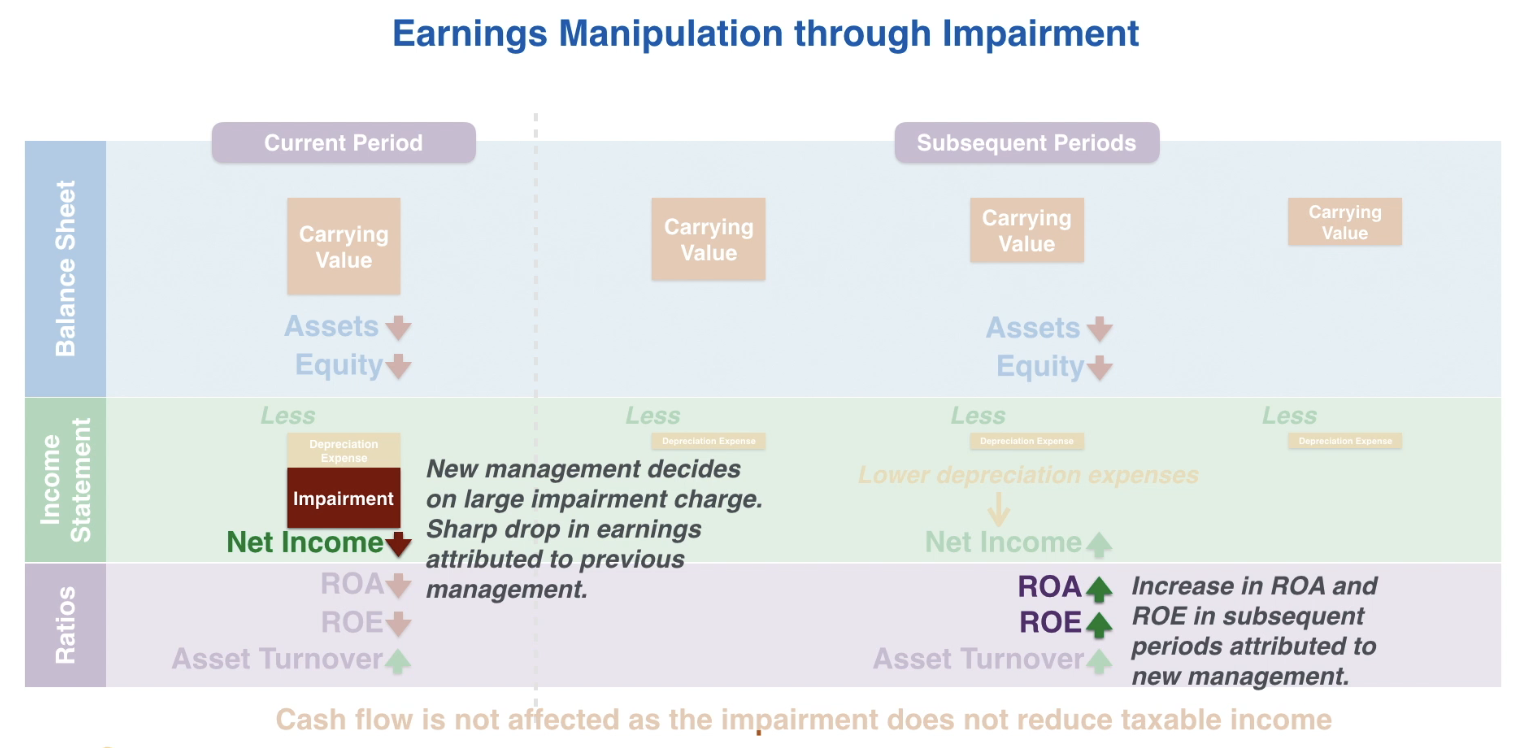 Earnings Manipulation through Impairment
Current Period
Subsequent Periods
Balance Sheet
Carrying
Value
Carrying
Value
Carrying
Value
Carrying
Value
Assets
Equity
Assets
Equity
Income
Statement
Less
Less
Less
Less
Depreciation
Expense
Depreciation Expense
Depreciation Expense
Depreciation Expense
Impairment
New management decides
on large impairment charge.
Sharp drop in earnings
attributed to previous
management.
Lower depreciation expenses
Net Income
Net Income
Ratios
ROA
ROE
Asset Turnover
ROA
ROE
Asset Turnover
Increase in ROA and
ROE in subsequent
periods attributed to
new management.
Cash flow is not affected as the impairment does not reduce taxable income